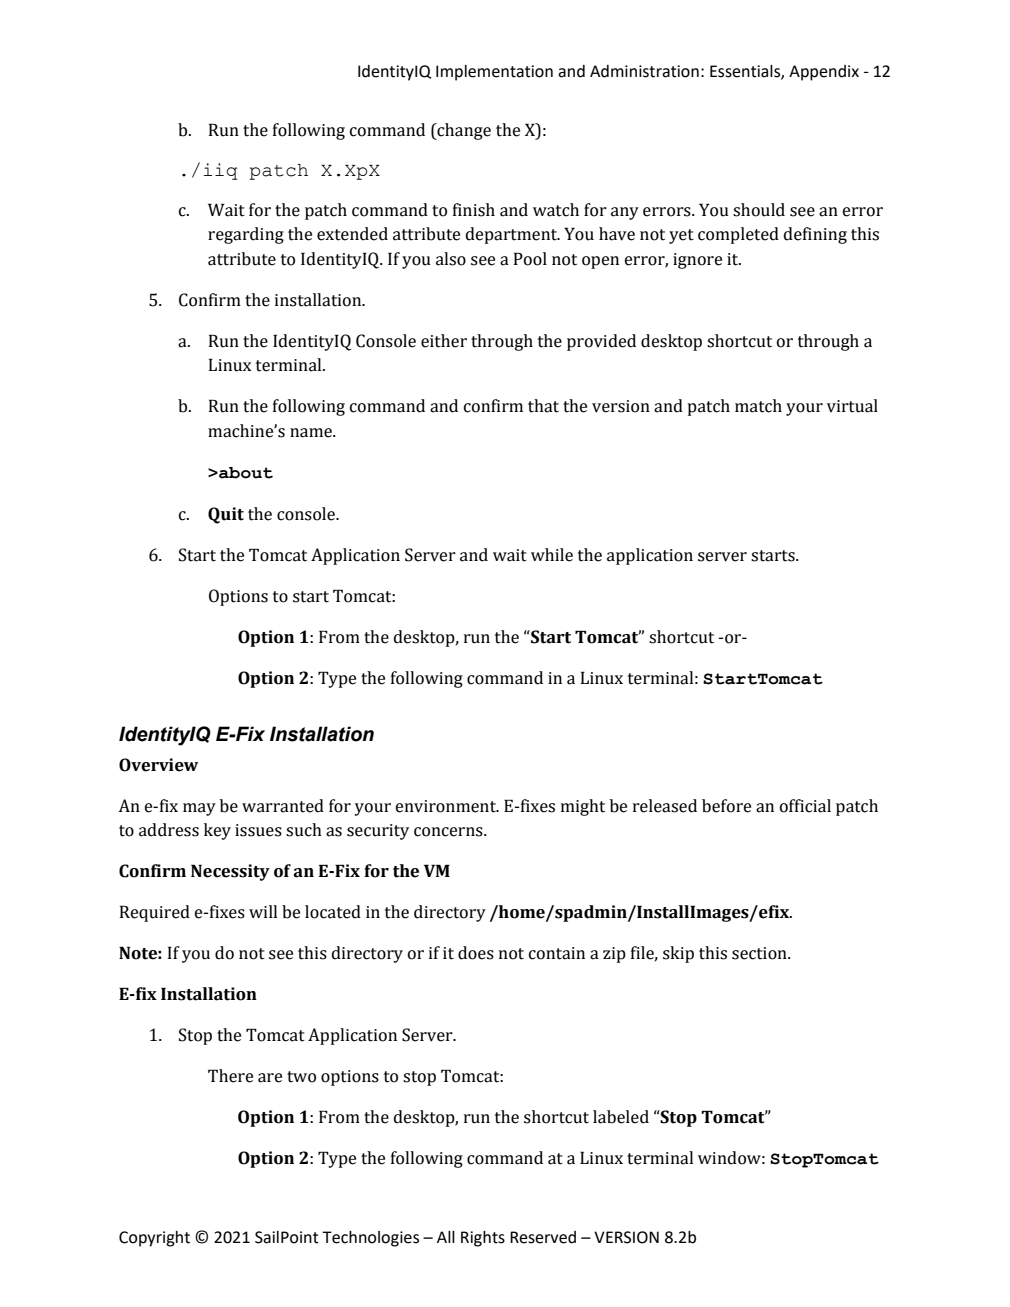 IdentityIQ Implementation and Administration: Essentials, Appendix - 12
b. Run the following command (change the X):
./iiq patch X.XpX
c. Wait for the patch command to finish and watch for any errors. You should see an error
regarding the extended attribute department. You have not yet completed defining this
attribute to IdentityIQ. If you also see a Pool not open error, ignore it.
5. Confirm the installation.
a. Run the IdentityIQ Console either through the provided desktop shortcut or through a
Linux terminal.
b. Run the following command and confirm that the version and patch match your virtual
machine’s name.
>about
c. Quit the console.
6. Start the Tomcat Application Server and wait while the application server starts.
Options to start Tomcat:
Option 1: From the desktop, run the “Start Tomcat” shortcut -or-
Option 2: Type the following command in a Linux terminal: StartTomcat
IdentityIQ E-Fix Installation
Overview
An e-fix may be warranted for your environment. E-fixes might be released before an official patch
to address key issues such as security concerns.
Confirm Necessity of an E-Fix for the VM
Required e-fixes will be located in the directory /home/spadmin/InstallImages/efix.
Note: If you do not see this directory or if it does not contain a zip file, skip this section.
E-fix Installation
1. Stop the Tomcat Application Server.
There are two options to stop Tomcat:
Option 1: From the desktop, run the shortcut labeled “Stop Tomcat”
Option 2: Type the following command at a Linux terminal window: StopTomcat
Copyright © 2021 SailPoint Technologies – All Rights Reserved – VERSION 8.2b